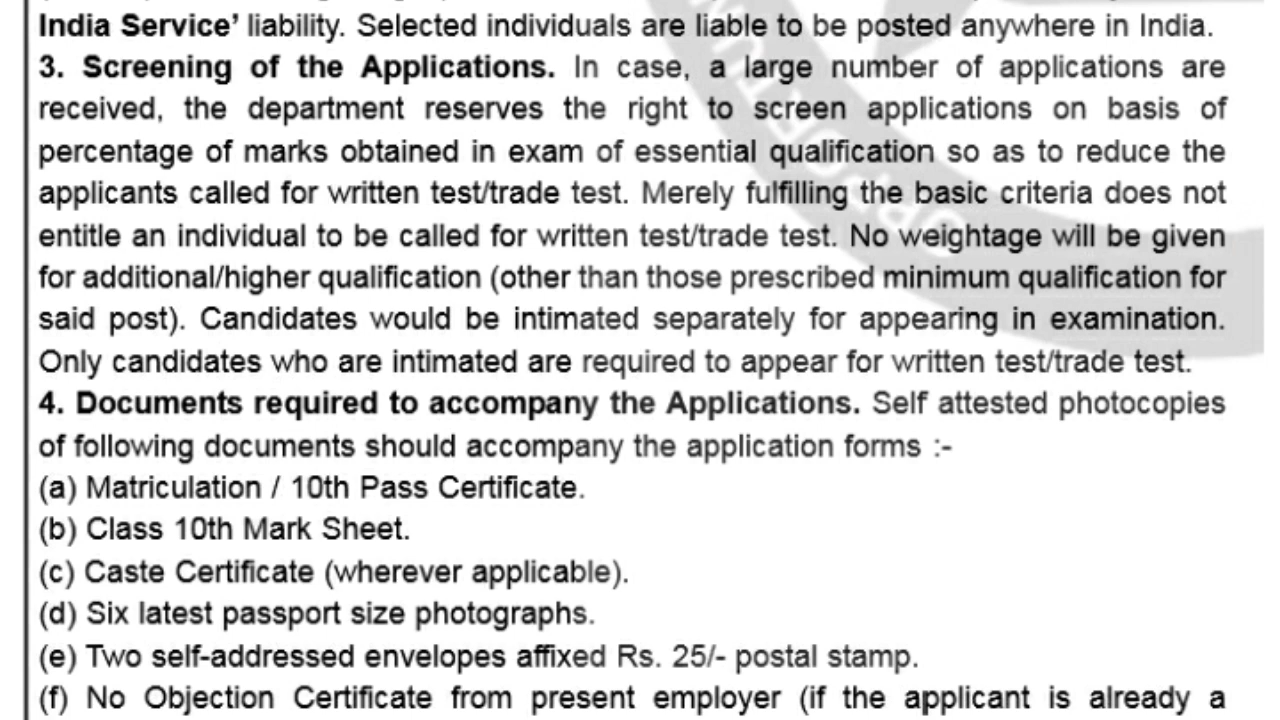 India Service’ liability. Selected individuals are liable to be posted anywhere in India.
3. Screening of the Applications. In case, a large number of applications are
received, the department reserves the right to screen applications on basis of
percentage of marks obtained in exam of essential qualification so as to reduce the
applicants called for written test/trade test. Merely fulfilling the basic criteria does not
entitle an individual to be called for written test/trade test. No weightage will be given
for additional/higher qualification (other than those prescribed minimum qualification for
said post). Candidates would be intimated separately for appearing in examination.
Only candidates who are intimated are required to appear for written test/trade test.
4. Documents required to accompany the Applications. Self attested photocopies
of following documents should accompany the application forms :-
(a) Matriculation / 10th Pass Certificate.
(b) Class 10th Mark Sheet.
(c) Caste Certificate (wherever applicable).
(d) Six latest passport size photographs.
(e) Two self-addressed envelopes affixed Rs. 25/- postal stamp.
(f) No Objection Certificate from present employer (if the applicant is already a